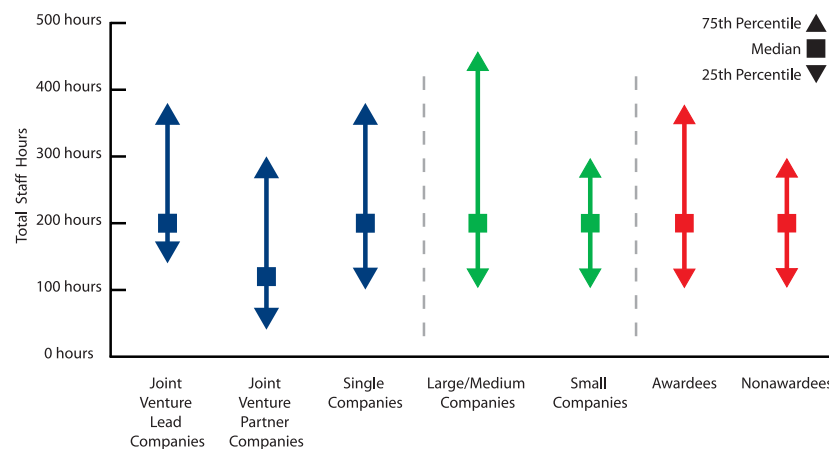 500 hours
400 hours
300 hours
200 hours
100 hours
0 hours
Total Staff Hours
75th Percentile
Median
25th Percentile
Joint
Venture
Lead
Companies
Joint
Venture
Partner
Companies
Single
Companies
Large/Medium
Companies
Small
Companies
Awardees
Nonawardees